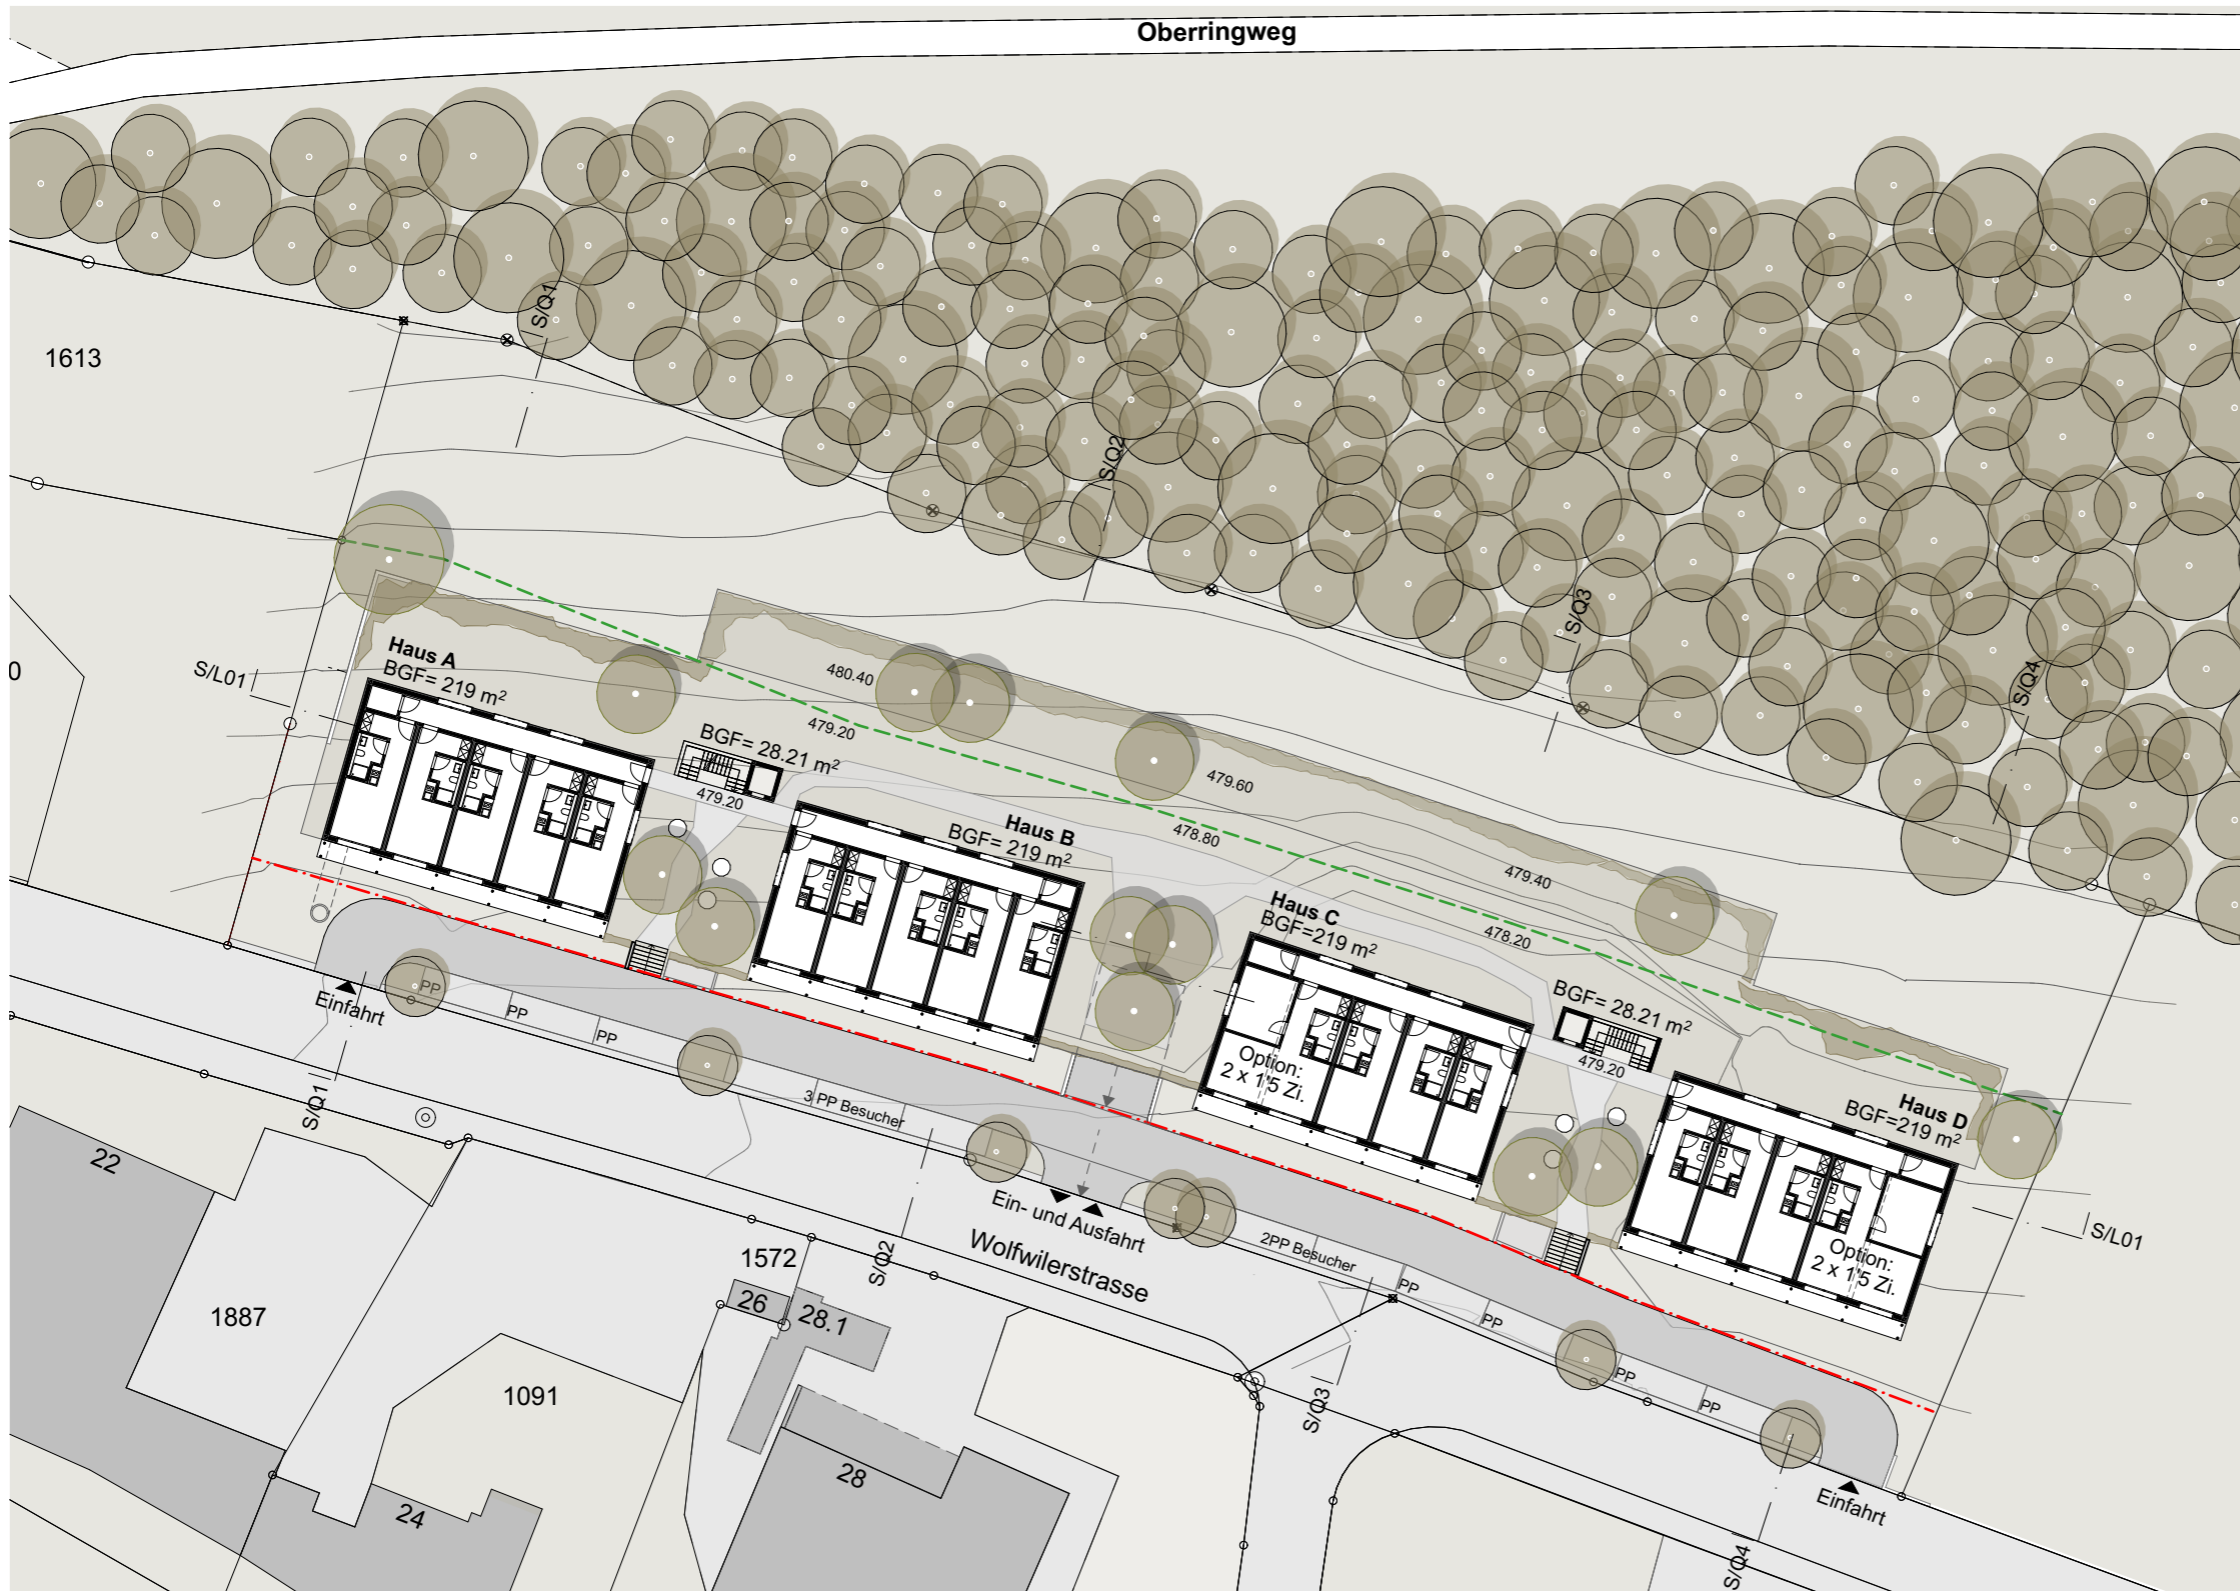 Oberringweg
S/Q1
1613
S/Q2
S/Q3
S/Q4
0
S/L01
Haus A
BGF= 219 m²
480.40
479.20
BGF= 28.21 m²
479.20
479.60
478.80
Haus B
BGF= 219 m²
479.40
478.20
Haus C
BGF=219 m²
BGF= 28.21 m²
479.20
Option:
2 x 1'5 Zi.
Haus D
BGF=219 m²
Option:
2 x 1'5 Zi.
S/L01
Einfahrt
PP
PP
PP
3 PP Besucher
Ein- und Ausfahrt
2PP Besucher
PP
PP
PP
PP
Einfahrt
Wolfwilerstrasse
S/Q1
S/Q2
S/Q3
S/Q4
22
1887
1572
26
28.1
1091
28
24